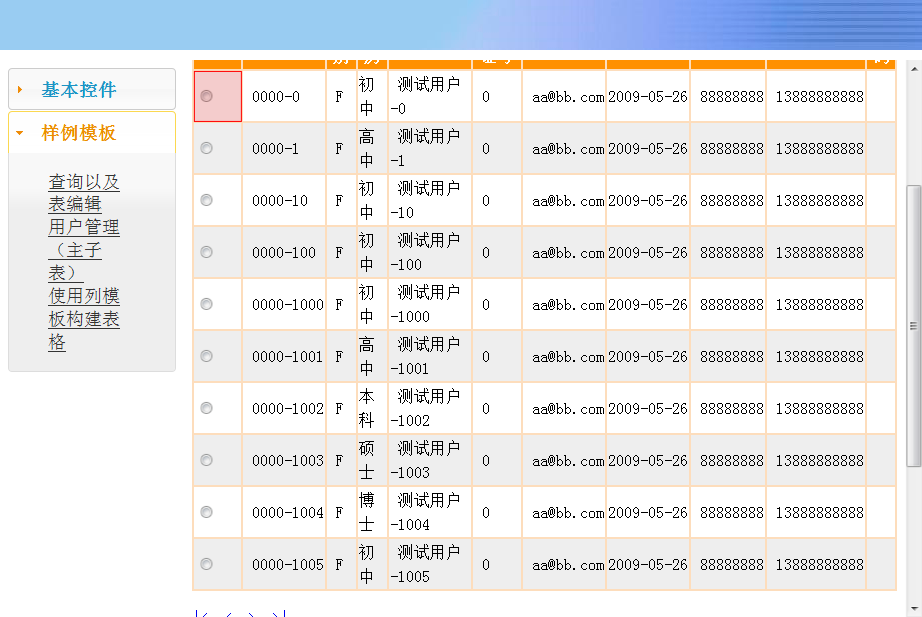 基本控件
样例模板
查询以及
表编辑
用户管理
（主子
表）
使用列模
板构建表
格
0000-0 F 初中 测试用户-0 0 aa@bb.com 2009-05-26 88888888 13888888888
0000-1 F 高中 测试用户-1 0 aa@bb.com 2009-05-26 88888888 13888888888
0000-10 F 初中 测试用户-10 0 aa@bb.com 2009-05-26 88888888 13888888888
0000-100 F 初中 测试用户-100 0 aa@bb.com 2009-05-26 88888888 13888888888
0000-1000 F 初中 测试用户-1000 0 aa@bb.com 2009-05-26 88888888 13888888888
0000-1001 F 高中 测试用户-1001 0 aa@bb.com 2009-05-26 88888888 13888888888
0000-1002 F 本科 测试用户-1002 0 aa@bb.com 2009-05-26 88888888 13888888888
0000-1003 F 硕士 测试用户-1003 0 aa@bb.com 2009-05-26 88888888 13888888888
0000-1004 F 博士 测试用户-1004 0 aa@bb.com 2009-05-26 88888888 13888888888
0000-1005 F 初中 测试用户-1005 0 aa@bb.com 2009-05-26 88888888 13888888888